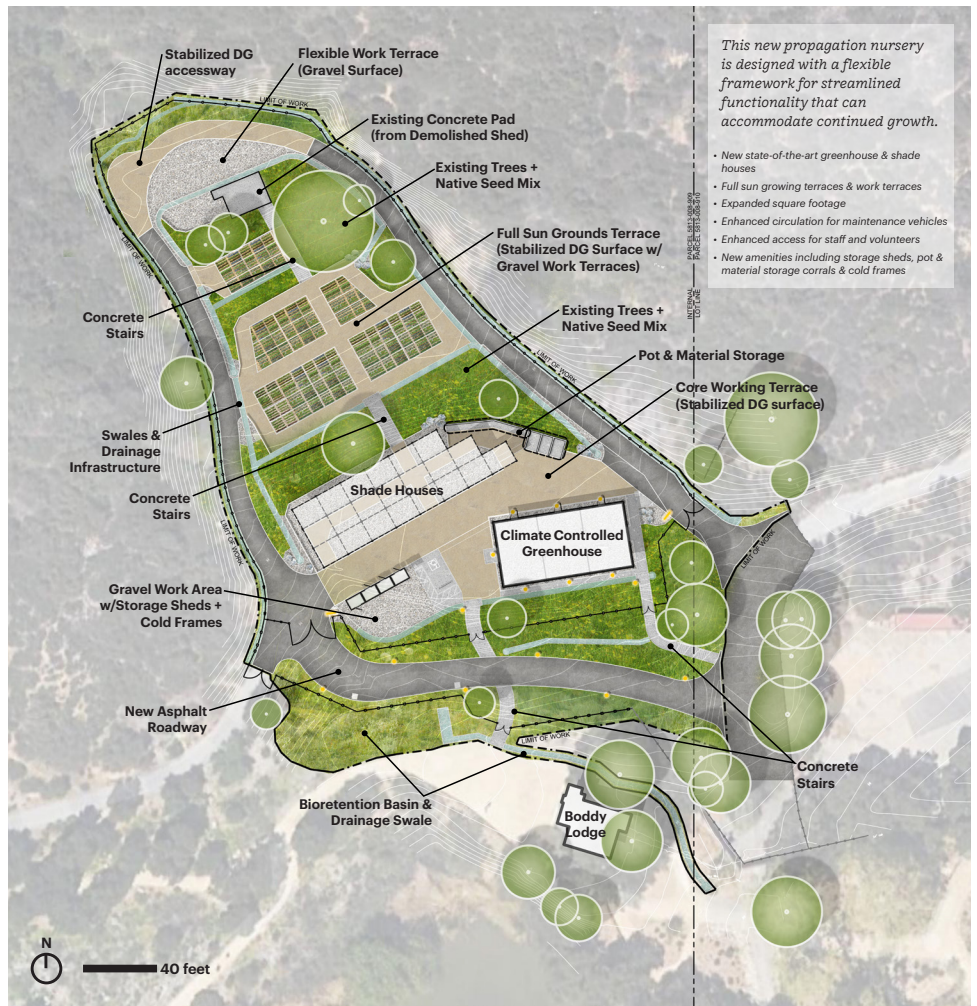 This new propagation nursery
is designed with a flexible
framework for streamlined
functionality that can
accommodate continued growth.
• New state-of-the-art greenhouse & shade
houses
• Full sun growing terraces & work terraces
• Expanded square footage
• Enhanced circulation for maintenance vehicles
• Enhanced access for staff and volunteers
• New amenities including storage sheds, pot &
material storage corrals & cold frames
Stabilized DG
accessway
Flexible Work Terrace
(Gravel Surface)
LIMIT OF WORK
Existing Concrete Pad
(from Demolished Shed)
Existing Trees +
Native Seed Mix
Full Sun Grounds Terrace
(Stabilized DG Surface w/
Gravel Work Terraces)
LIMIT OF WORK
Concrete
Stairs
INTERNAL
LOT LINE
Existing Trees +
Native Seed Mix
LIMIT OF WORK
Pot & Material Storage
Core Working Terrace
(Stabilized DG surface)
Swales &
Drainage
Infrastructure
Concrete
Stairs
Shade Houses
Climate Controlled
Greenhouse
LIMIT OF WORK
LIMIT OF WORK
Gravel Work Area
w/Storage Sheds +
Cold Frames
New Asphalt
Roadway
LIMIT OF WORK
Concrete
Stairs
Bioretention Basin &
Drainage Swale
Boddy
Lodge
N
40 feet